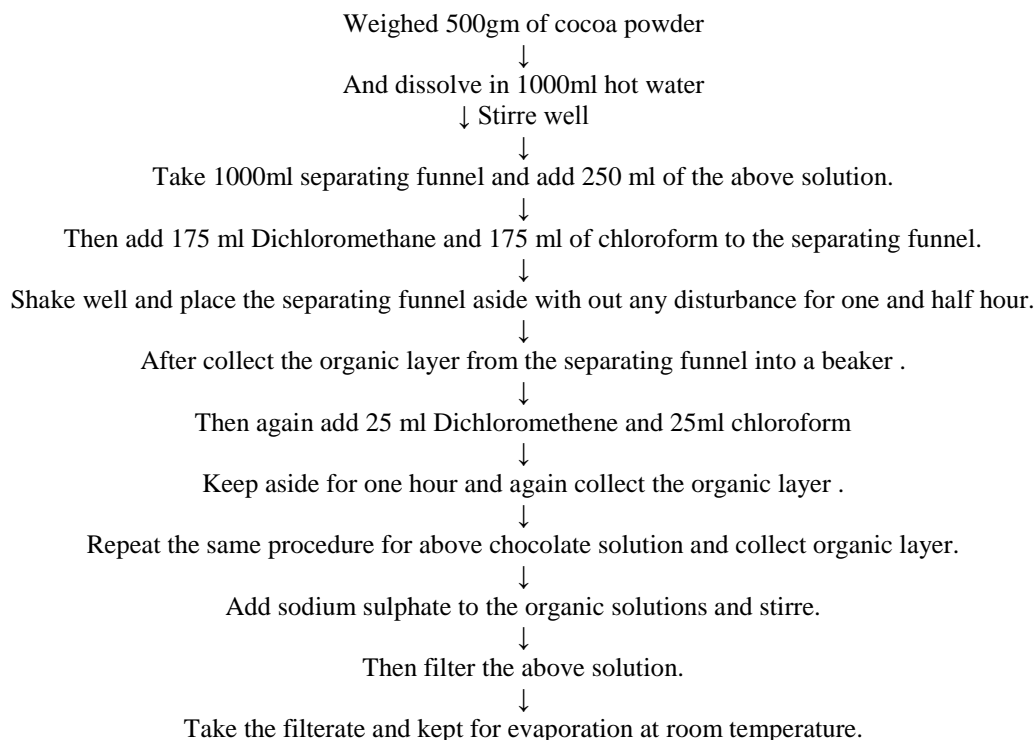 Weighed 500gm of cocoa powder
↓
And dissolve in 1000ml hot water
↓ Stirre well
↓
Take 1000ml separating funnel and add 250 ml of the above solution.
↓
Then add 175 ml Dichloromethane and 175 ml of chloroform to the separating funnel.
↓
Shake well and place the separating funnel aside with out any disturbance for one and half hour.
↓
After collect the organic layer from the separating funnel into a beaker .
↓
Then again add 25 ml Dichloromethene and 25ml chloroform
↓
Keep aside for one hour and again collect the organic layer .
↓
Repeat the same procedure for above chocolate solution and collect organic layer.
↓
Add sodium sulphate to the organic solutions and stirre.
↓
Then filter the above solution.
↓
Take the filterate and kept for evaporation at room temperature.